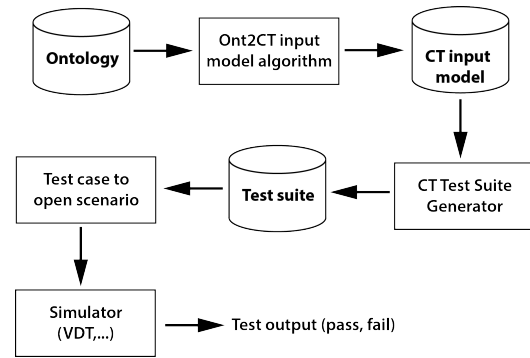 Ontology
Ont2CT input
model algorithm
CT input
model
Test case to
open scenario
Test suite
CT Test Suite
Generator
Simulator
(VDT,...)
Test output (pass, fail)